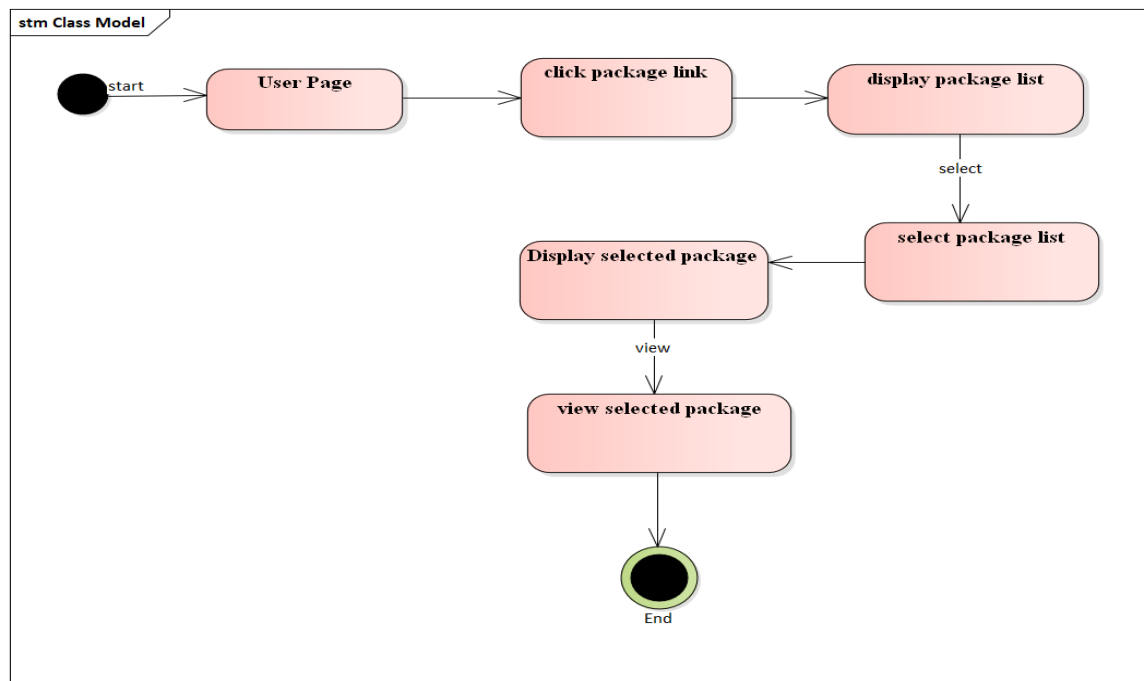 stm Class Model
start
User Page
click package link
display package list
select
select package list
Display selected package
view
view selected package
End